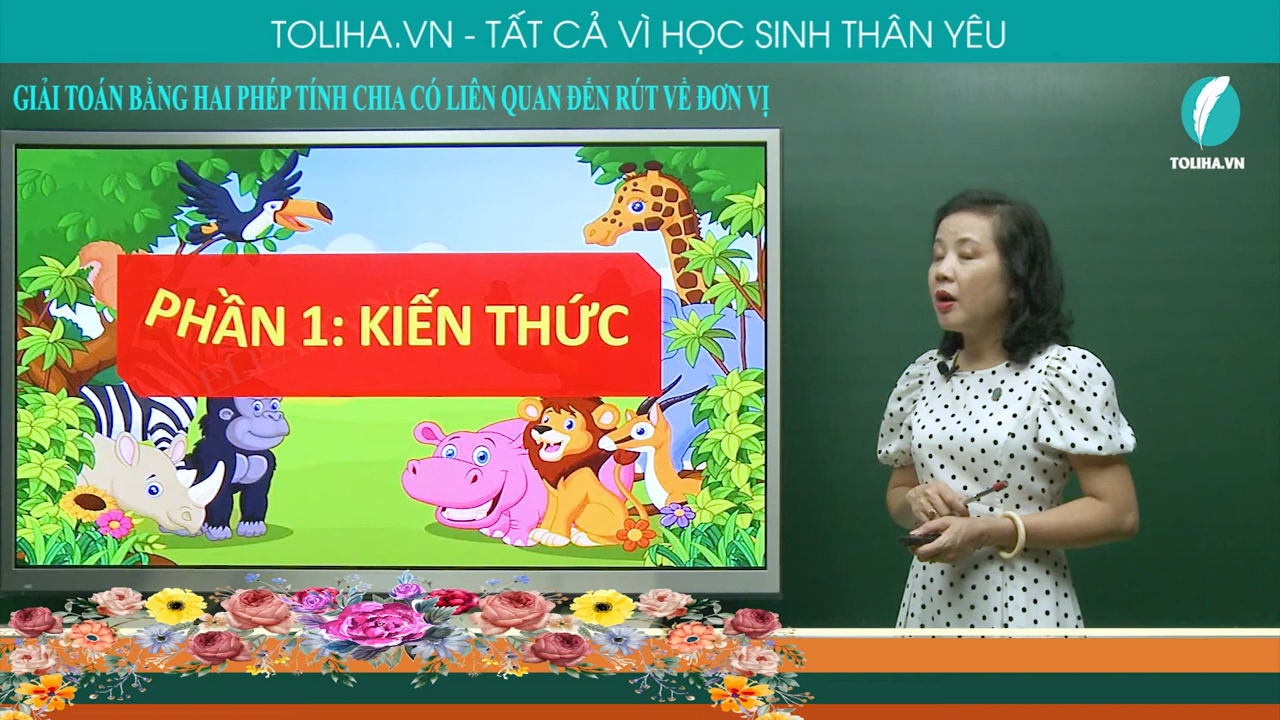 TOLIHA.VN - TẤT CẢ VÌ HỌC SINH THÂN YÊU
GIẢI TOÁN BẰNG HAI PHÉP TÍNH CHIA CÓ LIÊN QUAN ĐẾN RÚT VỀ ĐƠN VỊ
TOLIHA.VN
PHẦN 1: KIẾN THỨC